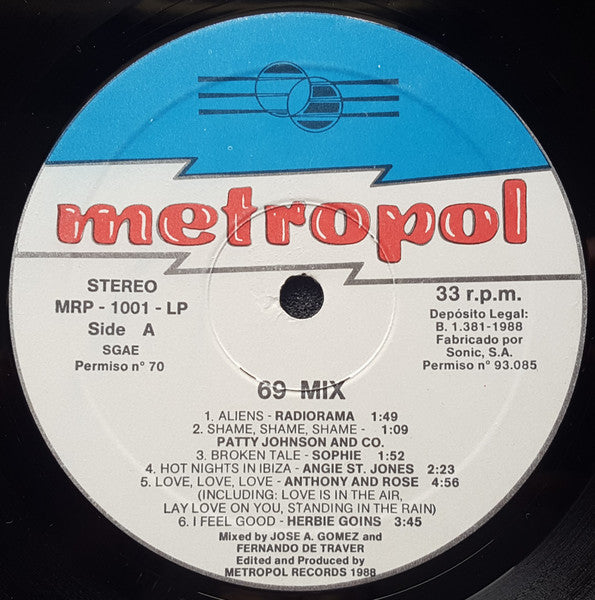 metropol
STEREO
MRP - 1001 - LP
Side A
SGAE
Permiso nº 70
33 r.p.m.
Depósito Legal:
B. 1.381-1988
Fabricado por
Sonic, S.A.
Permiso nº 93.085
69 MIX
1. ALIENS - RADIORAMA 1:49
2. SHAME, SHAME, SHAME - 1:09
PATTY JOHNSON AND CO.
3. BROKEN TALE - SOPHIE 1:52
4. HOT NIGHTS IN IBIZA - ANGIE ST. JONES 2:23
5. LOVE, LOVE, LOVE - ANTHONY AND ROSE 4:56
(INCLUDING: LOVE IS IN THE AIR,
LAY LOVE ON YOU, STANDING IN THE RAIN)
6. I FEEL GOOD - HERBIE GOINS 3:45
Mixed by JOSE A. GOMEZ and
FERNANDO DE TRAVER
Edited and Produced by
METROPOL RECORDS 1988